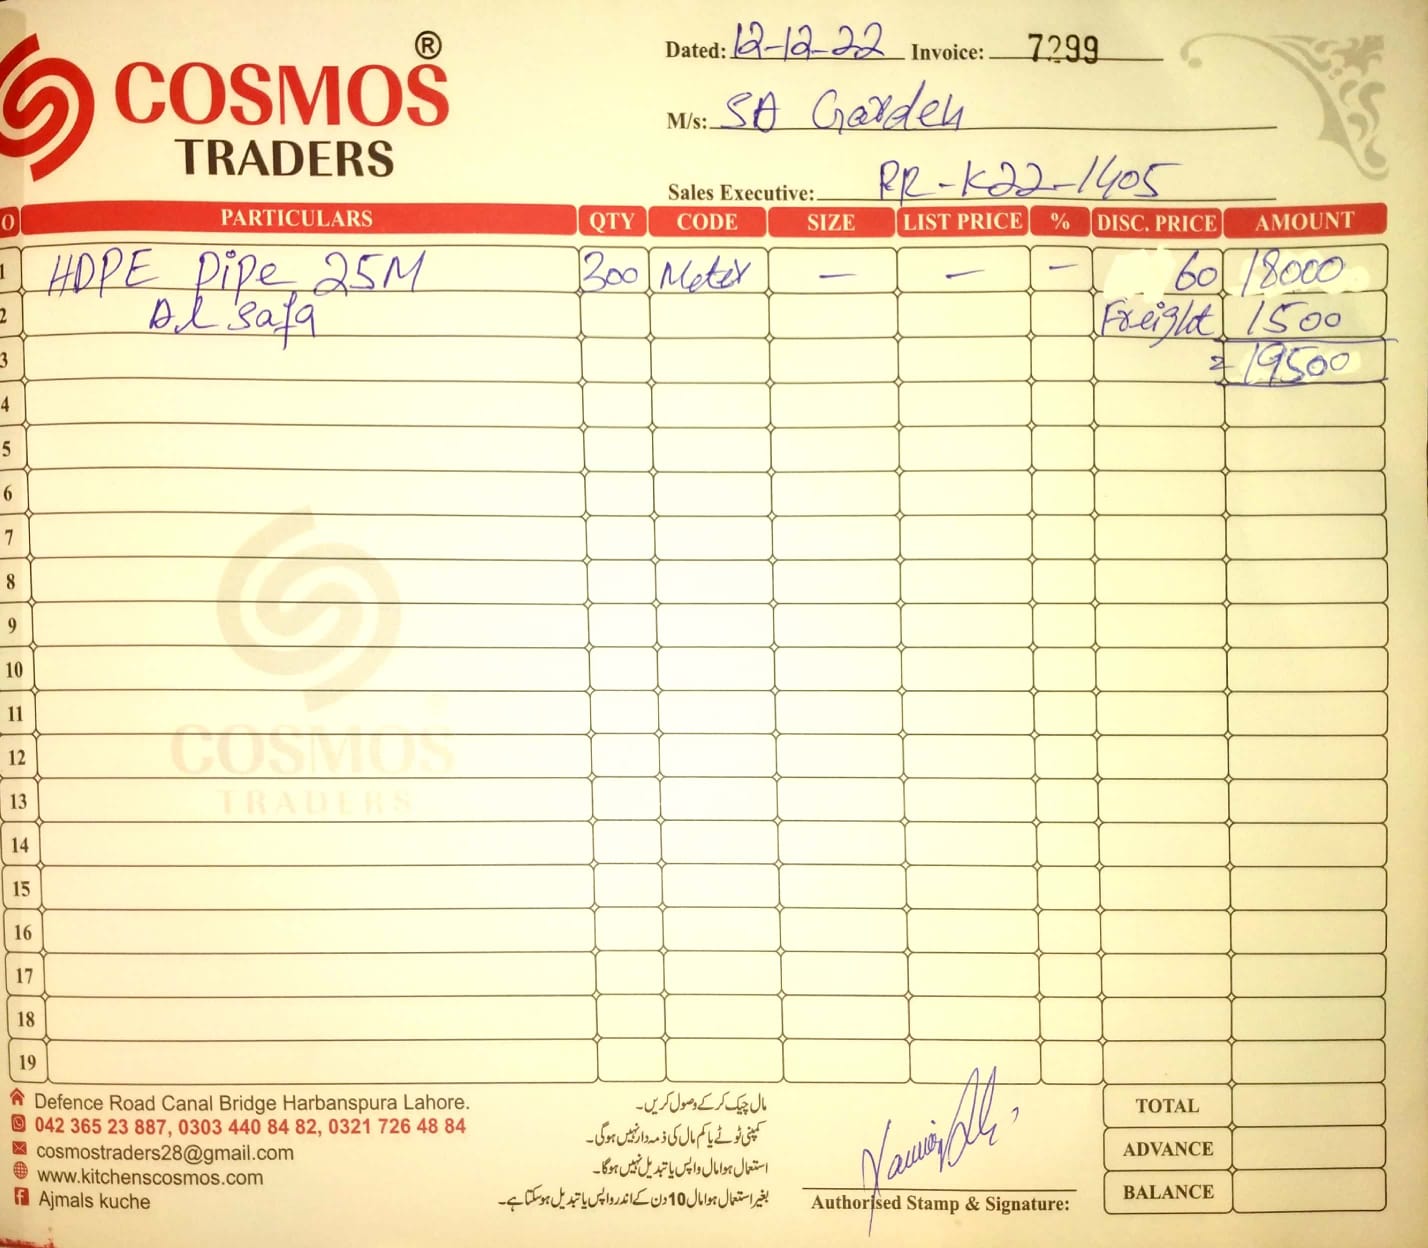 ®
COSMOS
TRADERS
Dated: 12-12-22 Invoice: 7299
M/s: SA Garden
Sales Executive: RR-K22-1405
O PARTICULARS QTY CODE SIZE LIST PRICE % DISC. PRICE AMOUNT
1 HDPE Pipe 25M 300 Meter — — — 60 18000
2 Al Safa Freight 1500
3 = 19500
4
5
6
7
8
9
10
11
12
13
14
15
16
17
18
19
COSMOS
TRADERS
Defence Road Canal Bridge Harbanspura Lahore.
042 365 23 887, 0303 440 84 82, 0321 726 48 84
cosmostraders28@gmail.com
www.kitchenscosmos.com
Ajmals kuche
مال چیک کر کے وصول کریں۔
کمپنی ٹوٹے یا کم مال کی ذمہ دار نہیں ہوگی۔
استعمال ہوا مال واپس یا تبدیل نہیں ہوگا۔
بغیر استعمال ہوا مال 10 دن کے اندر واپس یا تبدیل ہو سکتا ہے۔
Authorised Stamp & Signature:
TOTAL
ADVANCE
BALANCE